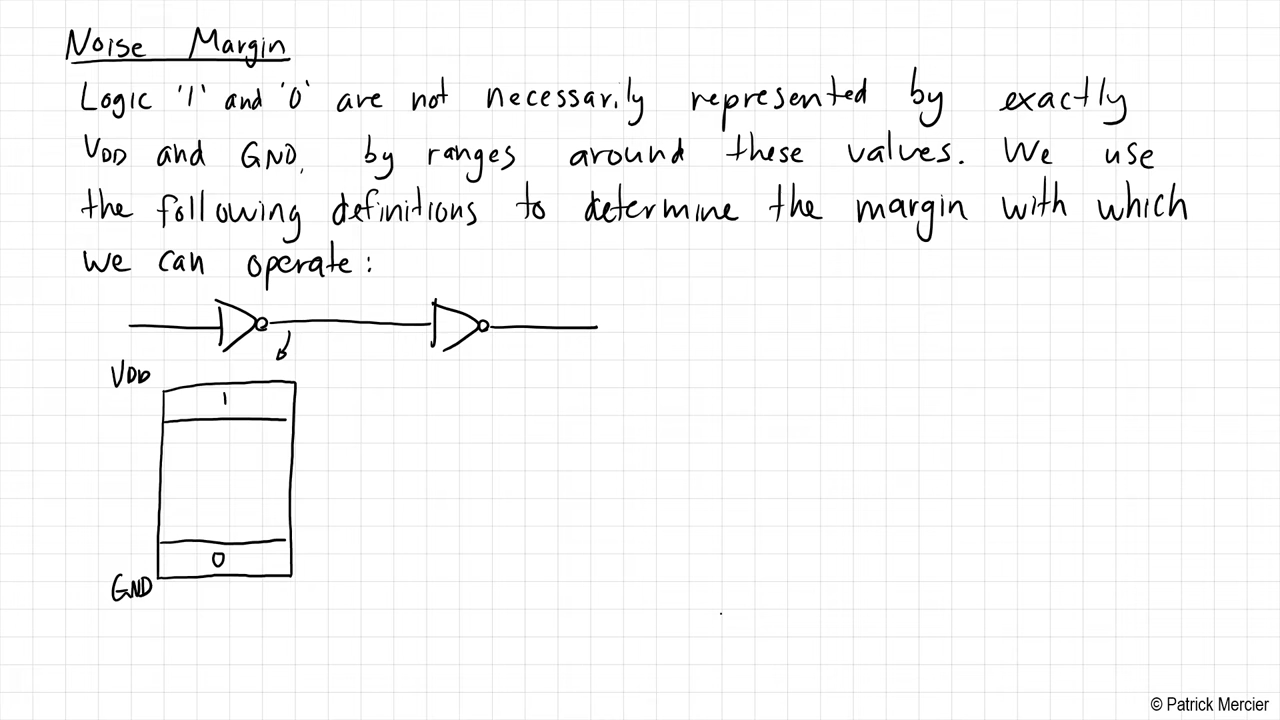 Noise Margin
Logic '1' and '0' are not necessarily represented by exactly
VDD and GND, by ranges around these values. We use
the following definitions to determine the margin with which
we can operate:
VDD
1
0
GND
© Patrick Mercier